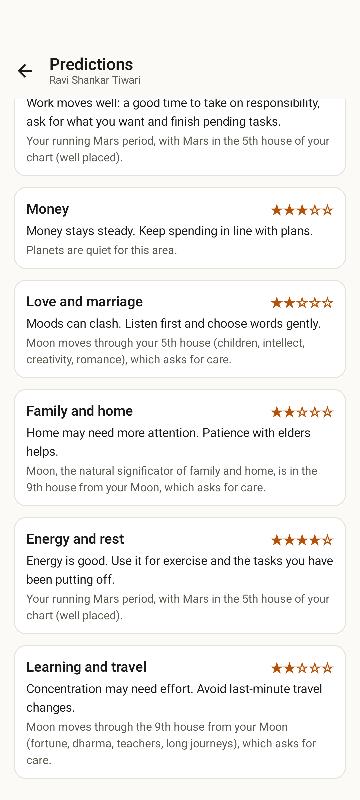 Predictions
Ravi Shankar Tiwari
Work moves well: a good time to take on responsibility,
ask for what you want and finish pending tasks.
Your running Mars period, with Mars in the 5th house of your
chart (well placed).
Money ★★★☆☆
Money stays steady. Keep spending in line with plans.
Planets are quiet for this area.
Love and marriage ★★☆☆☆
Moods can clash. Listen first and choose words gently.
Moon moves through your 5th house (children, intellect,
creativity, romance), which asks for care.
Family and home ★★☆☆☆
Home may need more attention. Patience with elders
helps.
Moon, the natural significator of family and home, is in the
9th house from your Moon, which asks for care.
Energy and rest ★★★★☆
Energy is good. Use it for exercise and the tasks you have
been putting off.
Your running Mars period, with Mars in the 5th house of your
chart (well placed).
Learning and travel ★★☆☆☆
Concentration may need effort. Avoid last-minute travel
changes.
Moon moves through the 9th house from your Moon
(fortune, dharma, teachers, long journeys), which asks for
care.